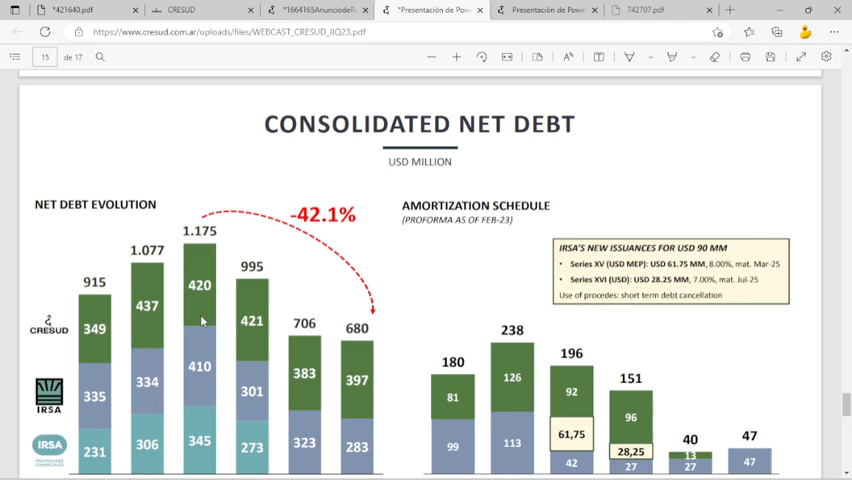 *421640.pdf
CRESUD
*1664165AnunciodeR
*Presentación de Pow
Presentación de Power
742707.pdf
https://www.cresud.com.ar/uploads/files/WEBCAST_CRESUD_IIQ23.pdf
15 de 17
CONSOLIDATED NET DEBT
USD MILLION
NET DEBT EVOLUTION
-42.1%
915
1.077
1.175
995
706
680
CRESUD
349
437
420
421
383
397
IRSA
335
334
410
301
323
283
IRSA
PROPIEDADES
COMERCIALES
231
306
345
273
AMORTIZATION SCHEDULE
(PROFORMA AS OF FEB-23)
IRSA'S NEW ISSUANCES FOR USD 90 MM
• Series XV (USD MEP): USD 61.75 MM, 8.00%, mat. Mar-25
• Series XVI (USD): USD 28.25 MM, 7.00%, mat. Jul-25
Use of procedes: short term debt cancellation
180
238
196
151
40
47
81
126
92
96
13
61,75
28,25
99
113
42
27
27
47